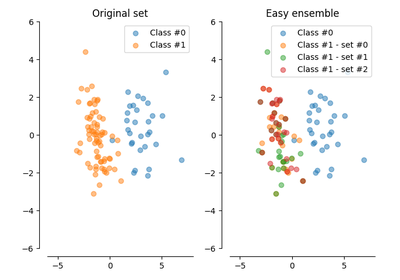 Original set
Easy ensemble
6
4
2
0
−2
−4
−6
−5
0
5
Class #0
Class #1
6
4
2
0
−2
−4
−6
−5
0
5
Class #0
Class #1 - set #0
Class #1 - set #1
Class #1 - set #2